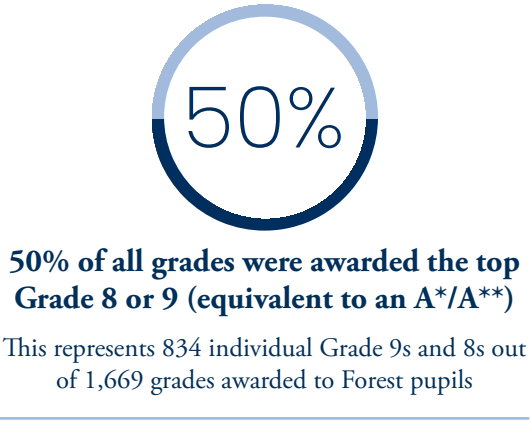 50%
50% of all grades were awarded the top
Grade 8 or 9 (equivalent to an A*/A**)
This represents 834 individual Grade 9s and 8s out
of 1,669 grades awarded to Forest pupils